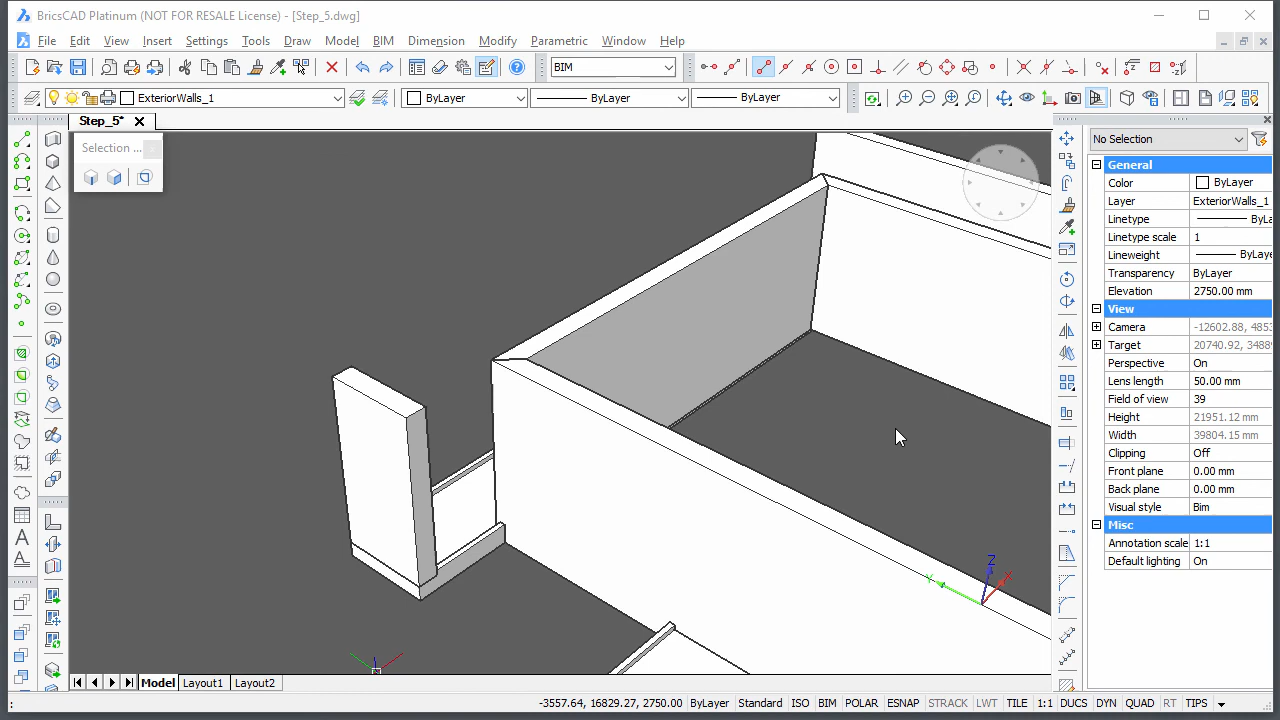 BricsCAD Platinum (NOT FOR RESALE License) - [Step_5.dwg]
File Edit View Insert Settings Tools Draw Model BIM Dimension Modify Parametric Window Help
BIM
ExteriorWalls_1 ByLayer ByLayer ByLayer
Step_5*
Selection ...
No Selection
General
Color ByLayer
Layer ExteriorWalls_1
Linetype ByLa
Linetype scale 1
Lineweight ByLaye
Transparency ByLayer
Elevation 2750.00 mm
View
Camera -12602.88, 4853
Target 20740.92, 3488
Perspective On
Lens length 50.00 mm
Field of view 39
Height 21951.12 mm
Width 39804.15 mm
Clipping Off
Front plane 0.00 mm
Back plane 0.00 mm
Visual style Bim
Misc
Annotation scale 1:1
Default lighting On
Z
Y X
Model Layout1 Layout2
: -3557.64, 16829.27, 2750.00 ByLayer Standard ISO BIM POLAR ESNAP STRACK LWT TILE 1:1 DUCS DYN QUAD RT TIPS